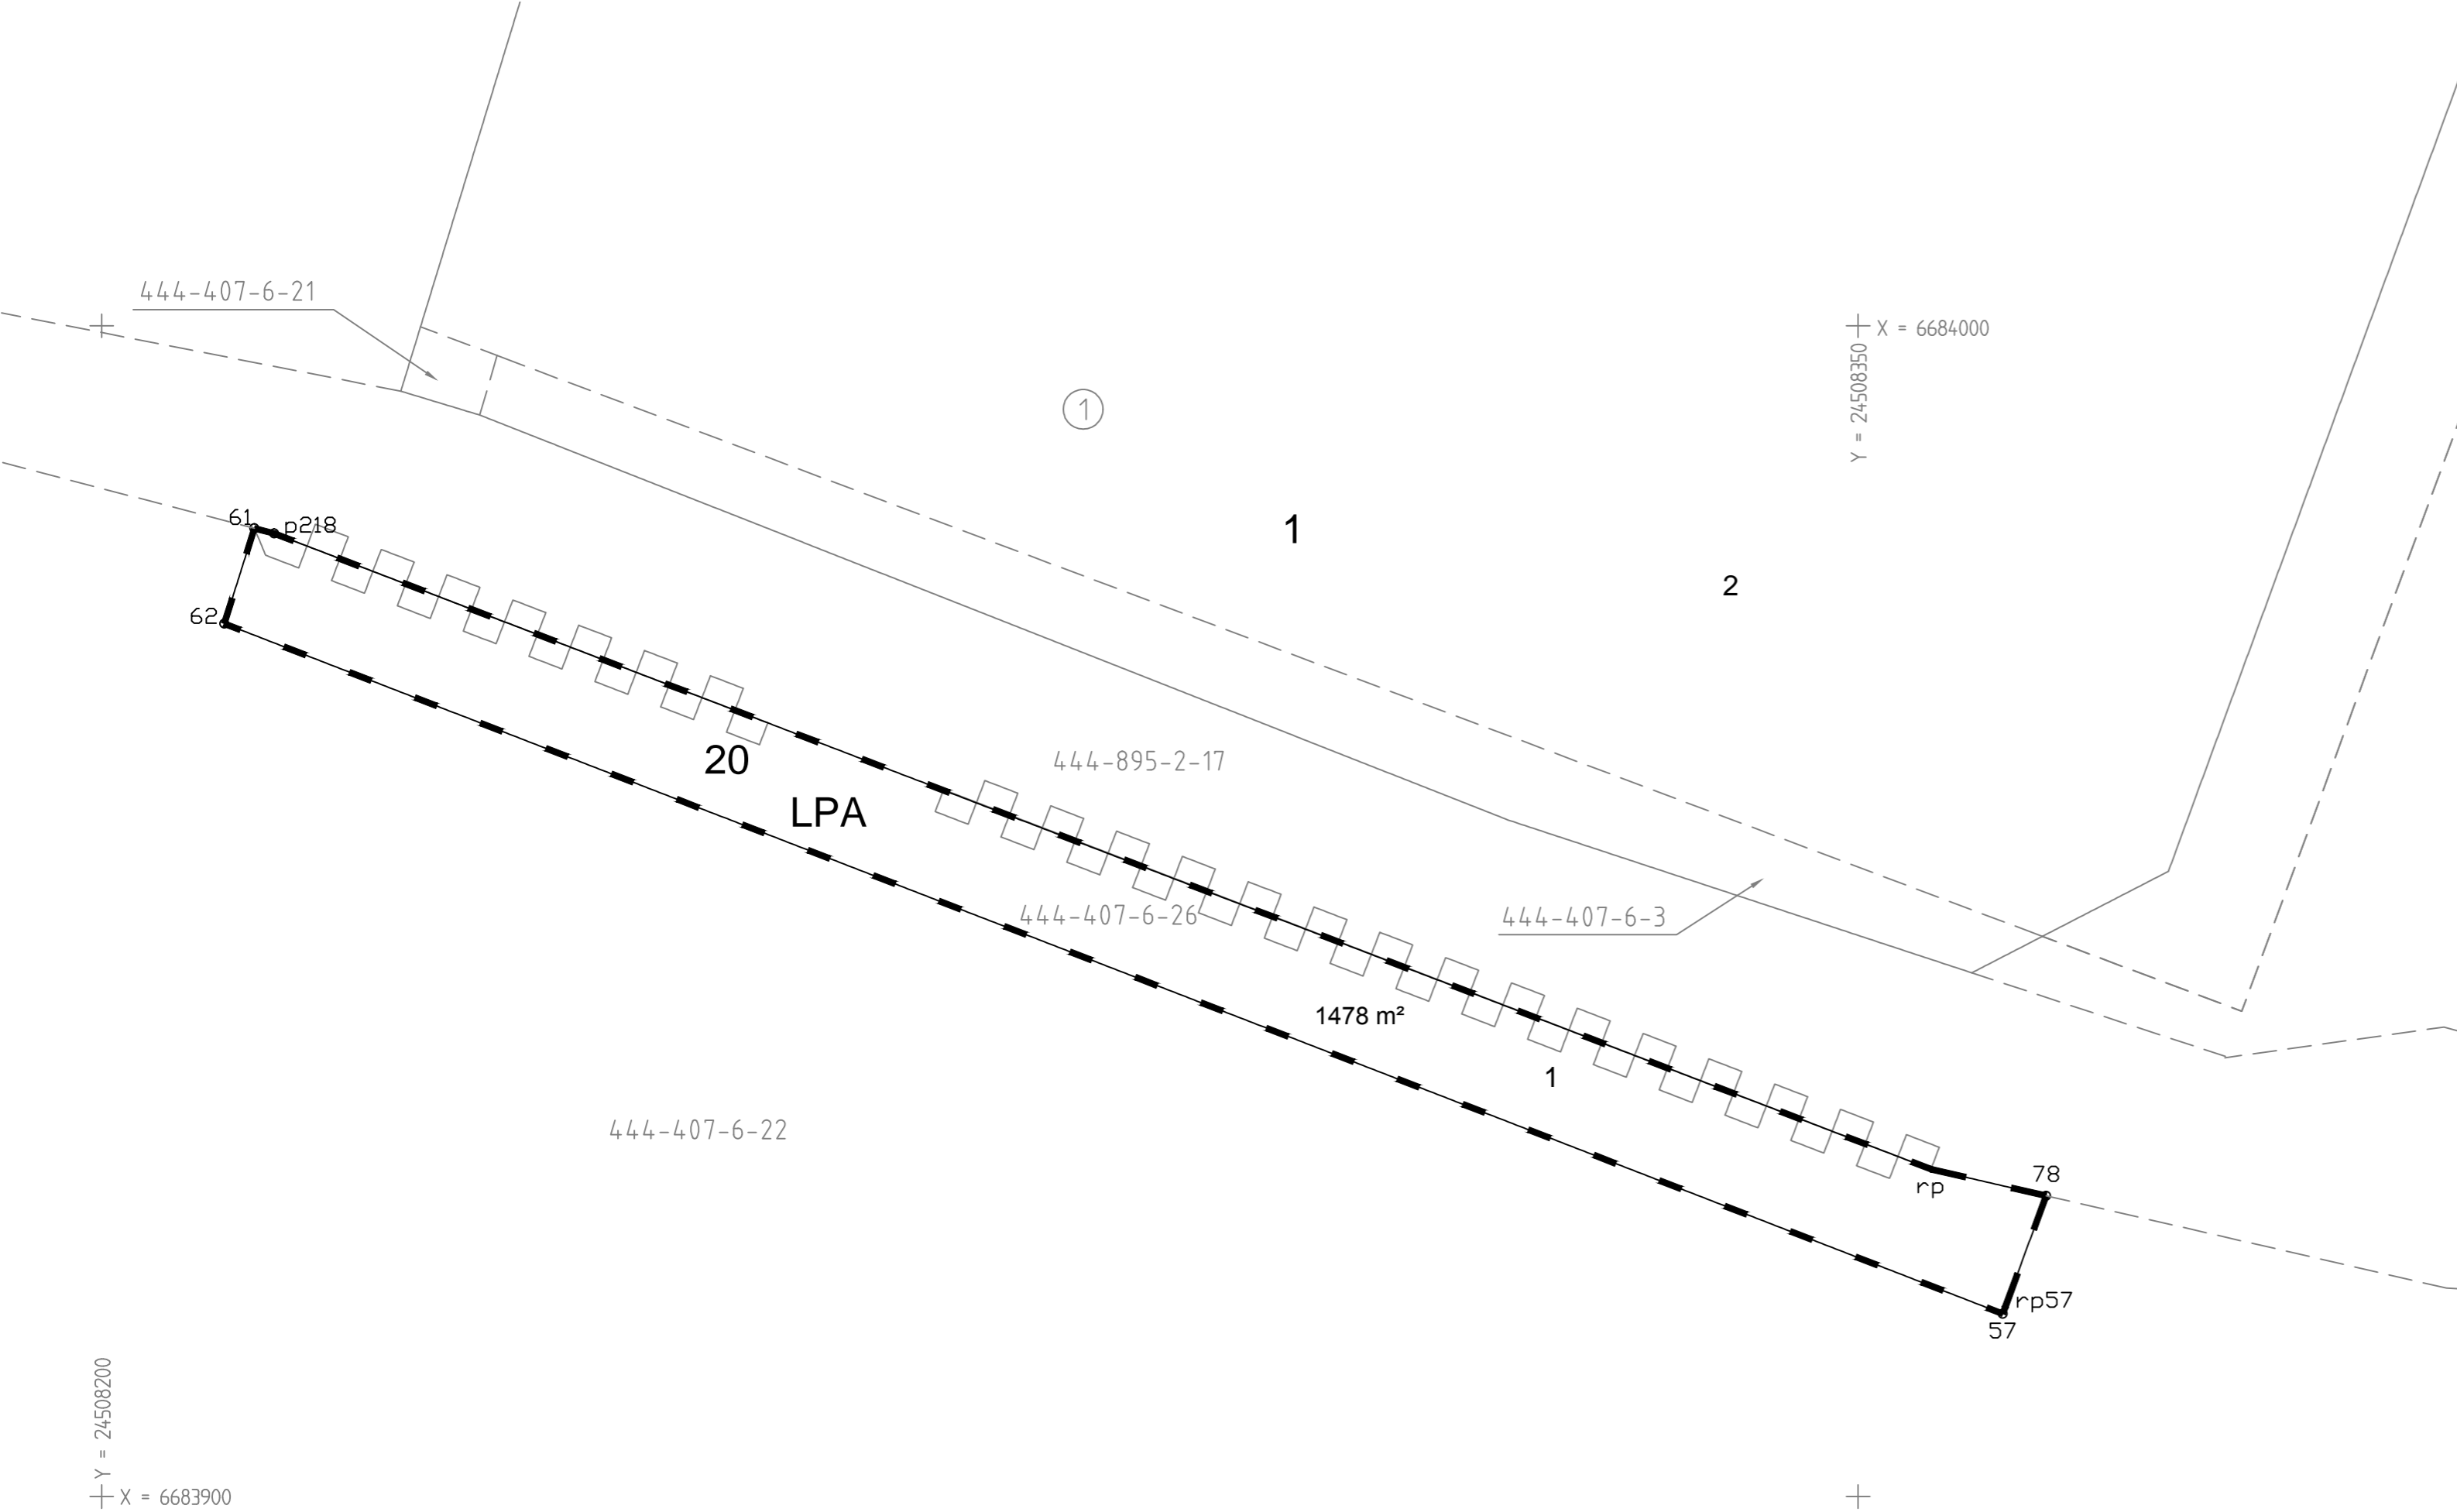 444-407-6-21
X = 6684000
Y = 24508350
1
1
61
p218
2
62
20
444-895-2-17
LPA
444-407-6-26
444-407-6-3
1478 m²
1
444-407-6-22
78
rp
rp57
57
Y = 24508200
X = 6683900